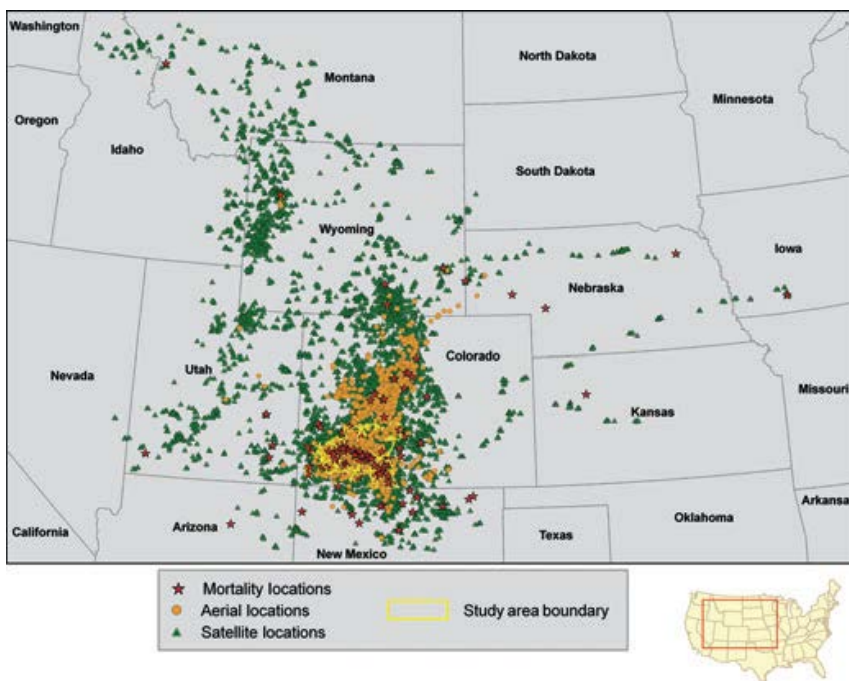 Washington
Montana
North Dakota
Minnesota
Oregon
Idaho
South Dakota
Wyoming
Iowa
Nebraska
Nevada
Utah
Colorado
Kansas
Missouri
California
Arizona
New Mexico
Texas
Oklahoma
Arkansa
Mortality locations
Aerial locations
Satellite locations
Study area boundary